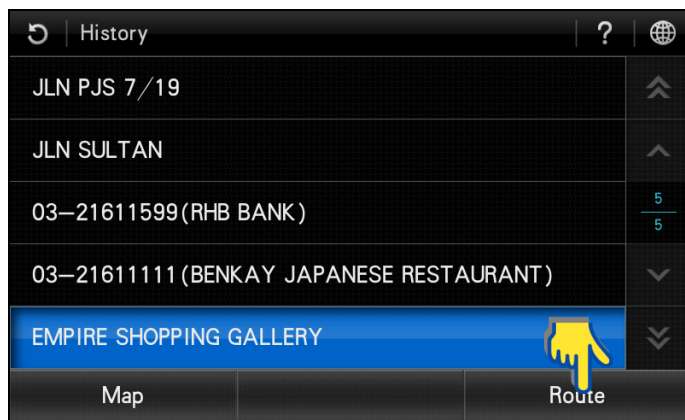 History ?
JLN PJS 7/19
JLN SULTAN
03-21611599(RHB BANK)
5
5
03-21611111(BENKAY JAPANESE RESTAURANT)
EMPIRE SHOPPING GALLERY
Map Route